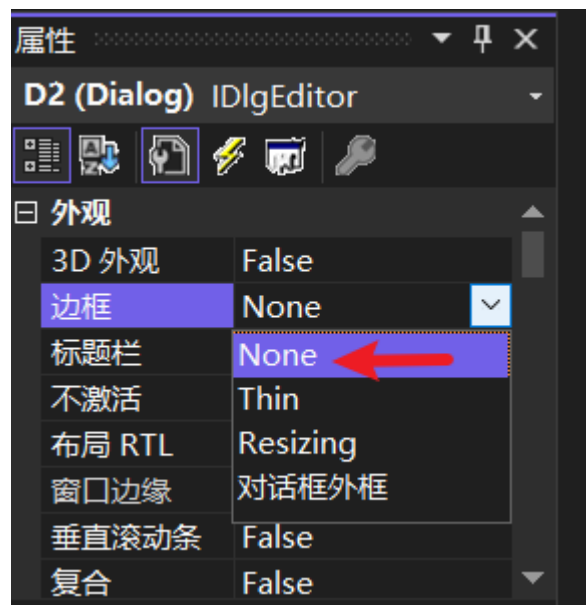 属性
D2 (Dialog) IDlgEditor
外观
3D 外观 False
边框 None
标题栏 None
不激活 Thin
布局 RTL Resizing
窗口边缘 对话框外框
垂直滚动条 False
复合 False